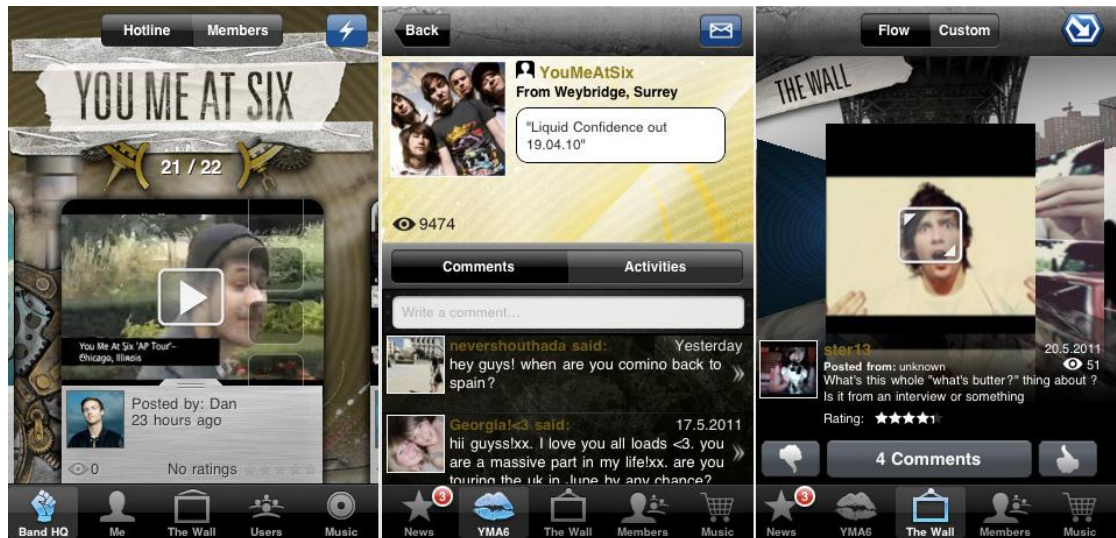 Hotline Members
YOU ME AT SIX
21 / 22
You Me At Six 'AP Tour'-
Chicago, Illinois
Posted by: Dan
23 hours ago
0 No ratings
Band HQ Me The Wall Users Music
Back
YouMeAtSix
From Weybridge, Surrey
"Liquid Confidence out
19.04.10"
9474
Comments Activities
Write a comment...
nevershouthada said: Yesterday
hey guys! when are you comino back to
spain?
Georgia!<3 said: 17.5.2011
hii guyss!xx. I love you all loads <3. you
are a massive part in my life!xx. are you
touring the uk in June by any chance?
3
News YMA6 The Wall Members Music
Flow Custom
THE WALL
ster13 20.5.2011
Posted from: unknown 51
What's this whole "what's butter?" thing about ?
Is it from an interview or something
Rating:
4 Comments
3
News YMA6 The Wall Members Music